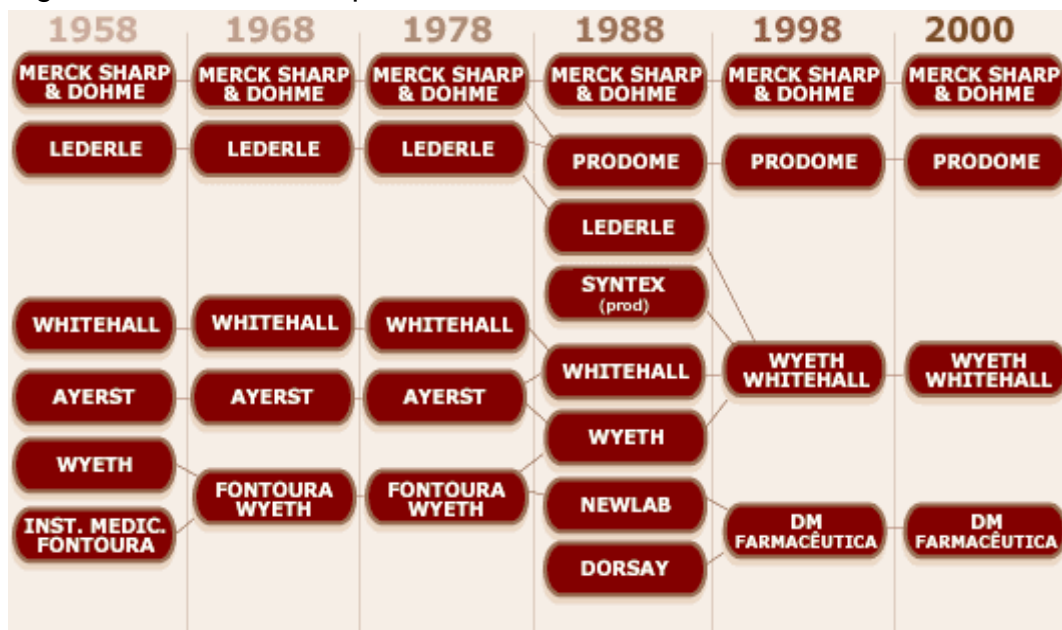 1958 1968 1978 1988 1998 2000
MERCK SHARP
& DOHME
MERCK SHARP
& DOHME
MERCK SHARP
& DOHME
MERCK SHARP
& DOHME
MERCK SHARP
& DOHME
MERCK SHARP
& DOHME
LEDERLE
LEDERLE
LEDERLE
PRODOME
PRODOME
PRODOME
LEDERLE
SYNTEX
(prod)
WHITEHALL
WHITEHALL
WHITEHALL
WHITEHALL
WYETH
WHITEHALL
WYETH
WHITEHALL
AYERST
AYERST
AYERST
WYETH
WYETH
FONTOURA
WYETH
FONTOURA
WYETH
NEWLAB
INST. MEDIC.
FONTOURA
DM
FARMACÊUTICA
DM
FARMACÊUTICA
DORSAY